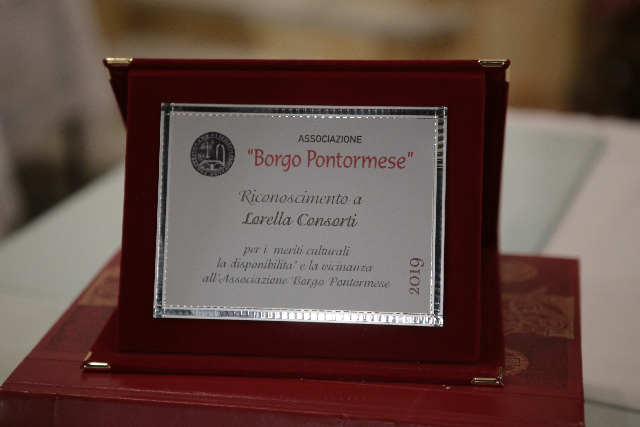 ASSOCIAZIONE
"Borgo Pontormese"
Riconoscimento a
Lorella Consorti
per i meriti culturali
la disponibilita' e la vicinanza
all'Associazione Borgo Pontormese
2019